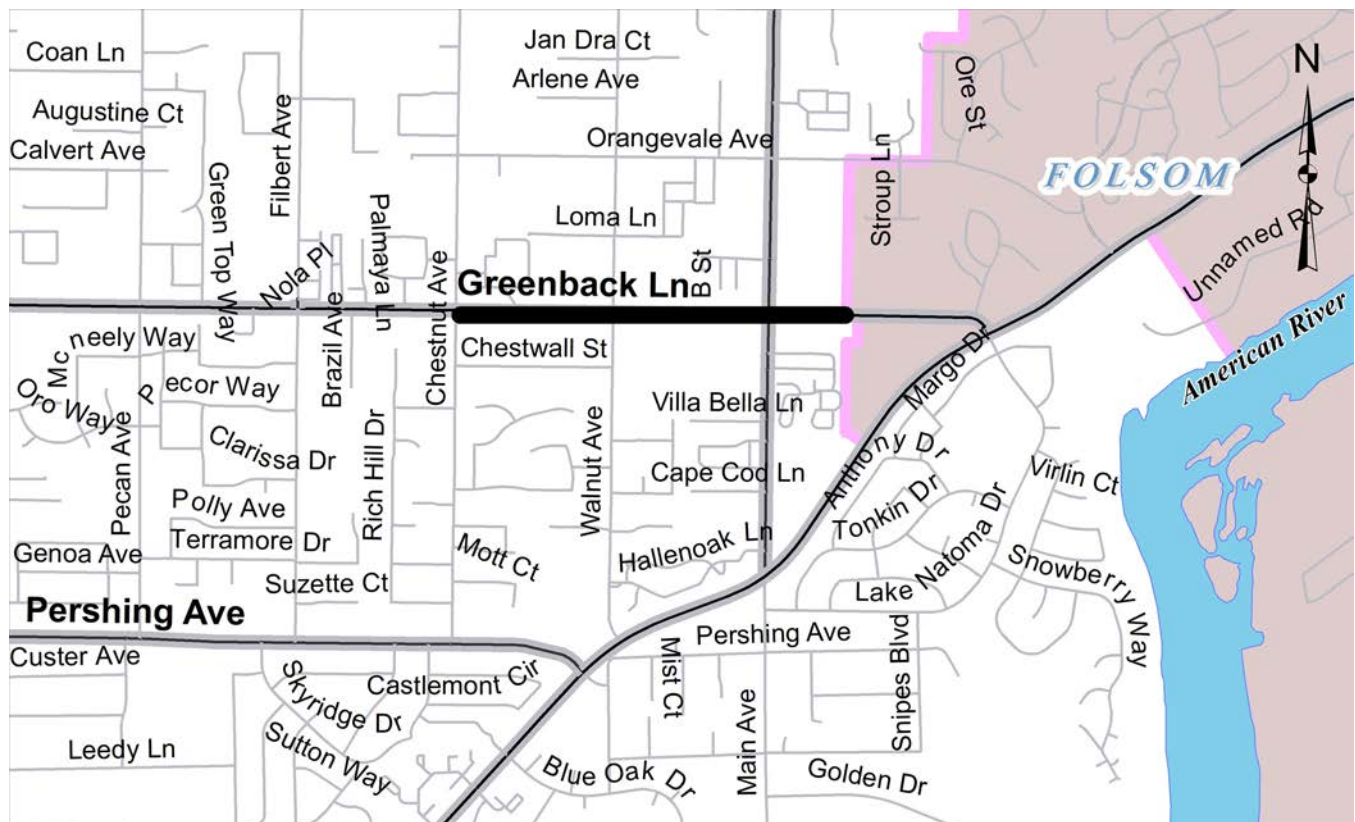 Coan Ln
Jan Dra Ct
Arlene Ave
Ore St
N
Augustine Ct
Calvert Ave
Filbert Ave
Orangevale Ave
Stroup Ln
FOLSOM
Green Top Way
Palmaya Ln
Loma Ln
Unnamed Rd
Nola Pl
B St
Greenback Ln
Chestnut Ave
Brazil Ave
Mc neely Way
Chestwall St
Margo Dr
American River
Oro Way
Pecor Way
Villa Bella Ln
Pecan Ave
Clarissa Dr
Rich Hill Dr
Walnut Ave
Cape Cod Ln
Anthony Dr
Virlin Ct
Polly Ave
Tonkin Dr
Terramore Dr
Genoa Ave
Mott Ct
Hallenoak Ln
Lake Natoma Dr
Snowberry Way
Suzette Ct
Pershing Ave
Pershing Ave
Snipes Blvd
Custer Ave
Mist Ct
Castlemont Cir
Skyridge Dr
Main Ave
Leedy Ln
Sutton Way
Blue Oak Dr
Golden Dr